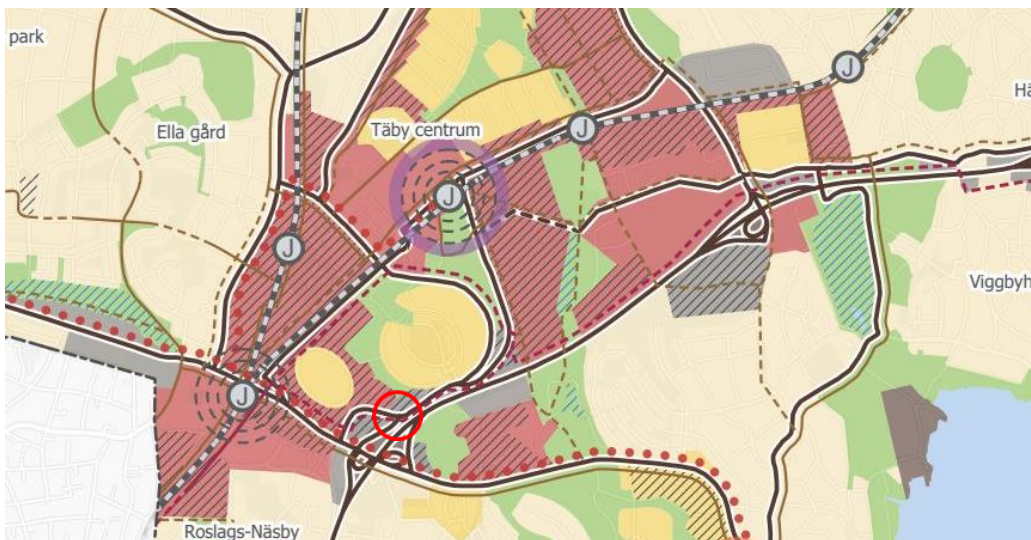 park
Hä
Ella gård
Täby centrum
J
J
J
J
J
Viggbyh
Roslags-Näsby